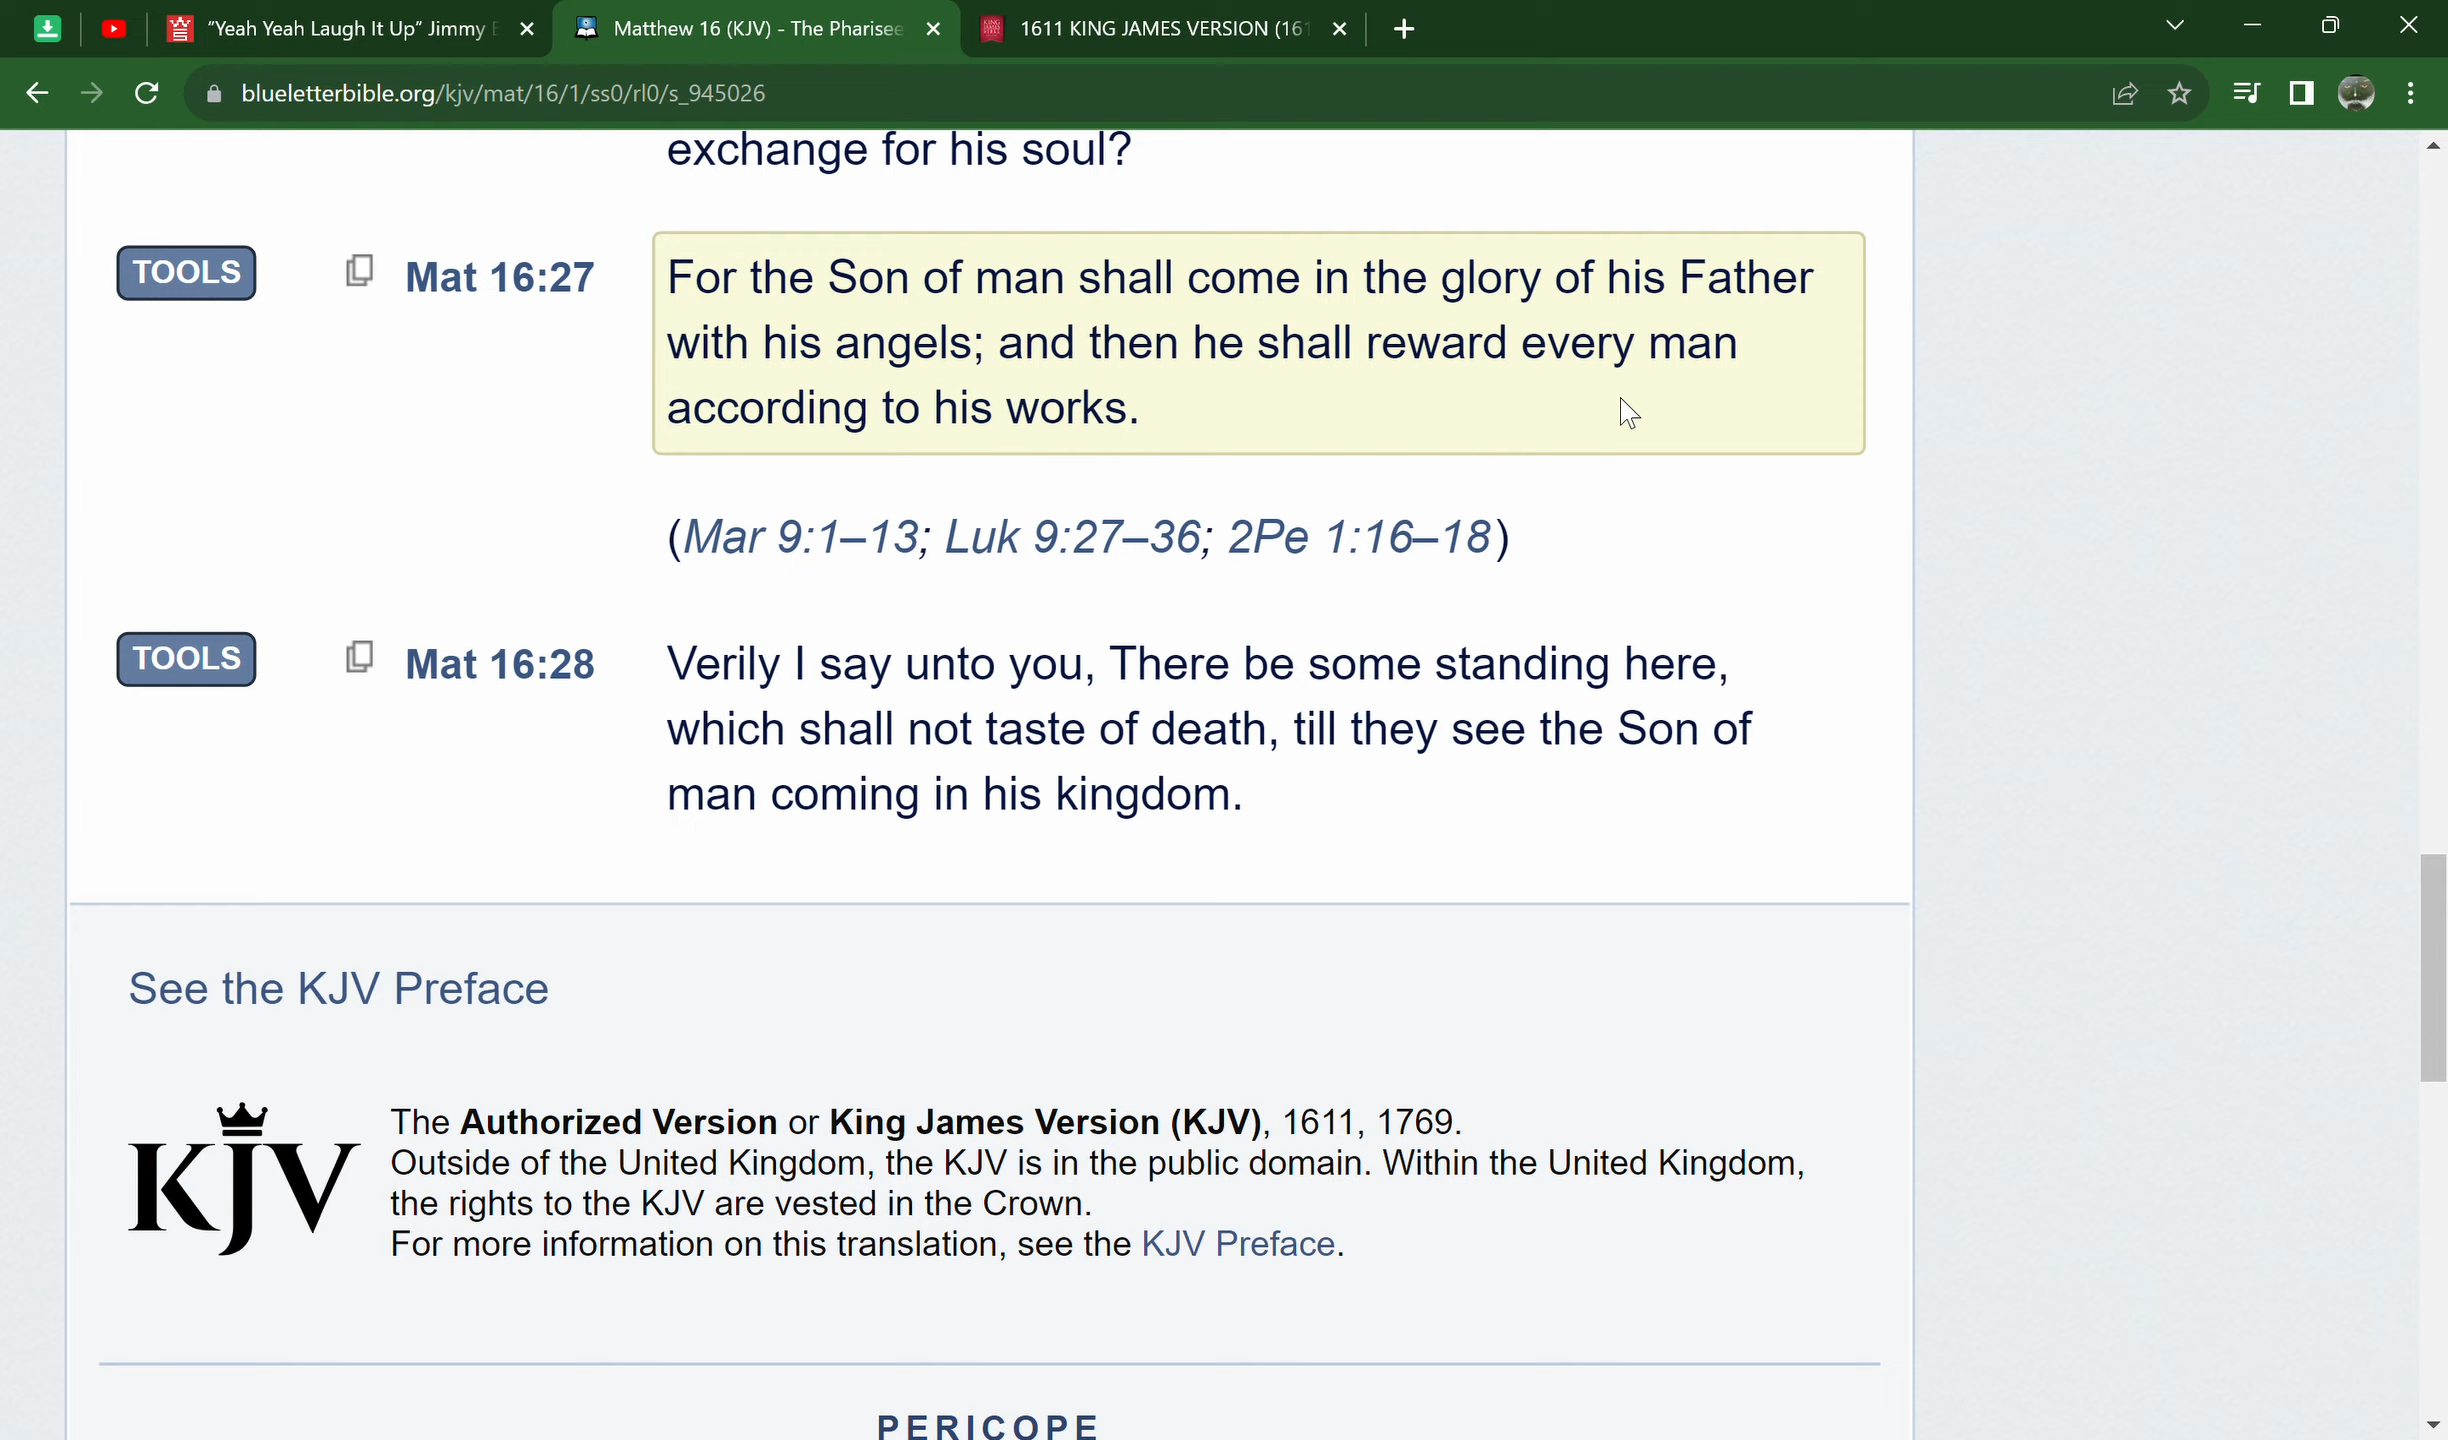 "Yeah Yeah Laugh It Up" Jimmy
Matthew 16 (KJV) - The Pharisee
1611 KING JAMES VERSION (161
blueletterbible.org/kjv/mat/16/1/ss0/rl0/s_945026
exchange for his soul?
TOOLS
Mat 16:27
For the Son of man shall come in the glory of his Father
with his angels; and then he shall reward every man
according to his works.
(Mar 9:1–13; Luk 9:27–36; 2Pe 1:16–18)
TOOLS
Mat 16:28
Verily I say unto you, There be some standing here,
which shall not taste of death, till they see the Son of
man coming in his kingdom.
See the KJV Preface
KJV
The Authorized Version or King James Version (KJV), 1611, 1769.
Outside of the United Kingdom, the KJV is in the public domain. Within the United Kingdom,
the rights to the KJV are vested in the Crown.
For more information on this translation, see the KJV Preface.
PERICOPE